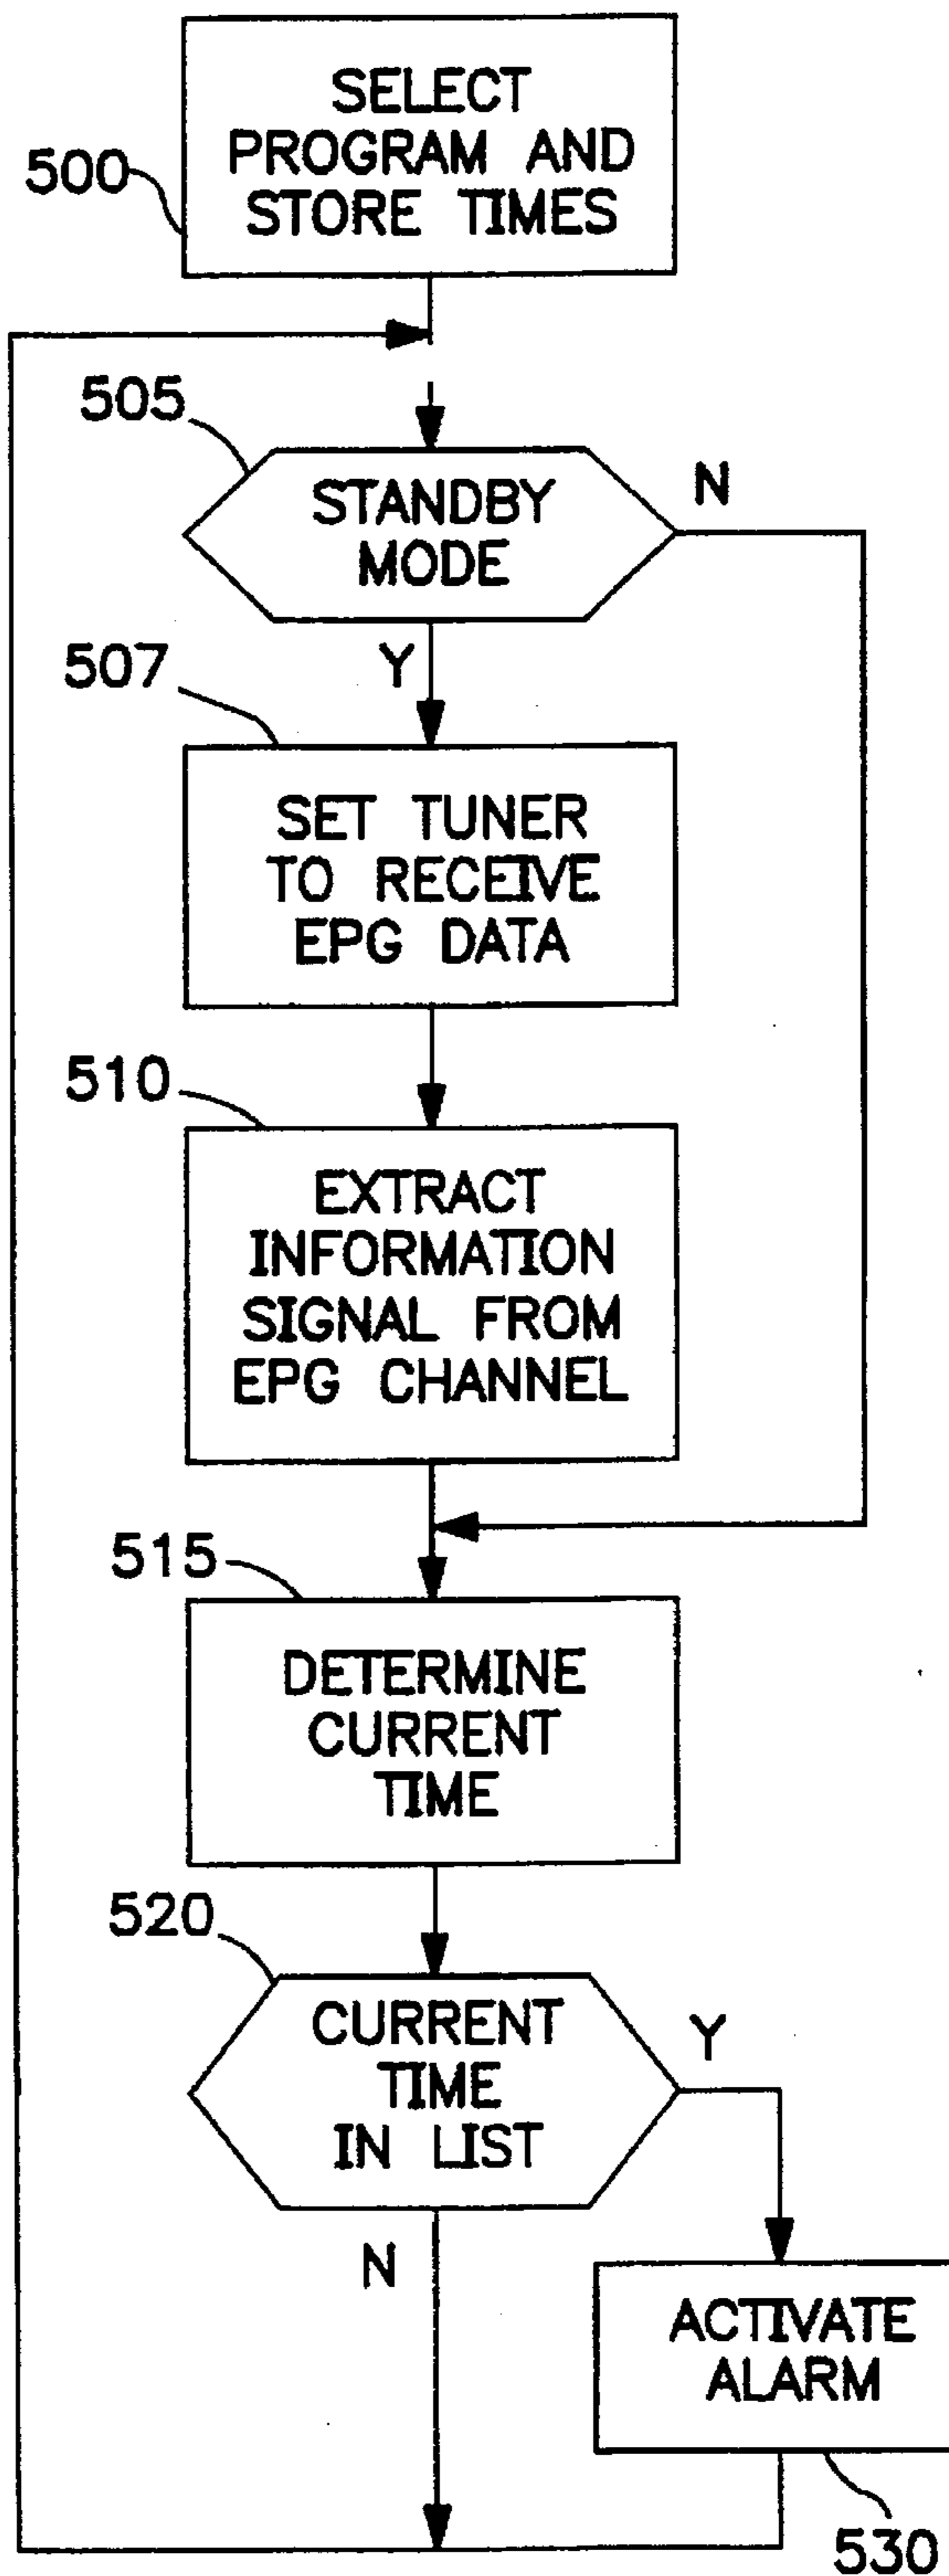 SELECT
PROGRAM AND
STORE TIMES
500
505
STANDBY
MODE
N
Y
507
SET TUNER
TO RECEIVE
EPG DATA
510
EXTRACT
INFORMATION
SIGNAL FROM
EPG CHANNEL
515
DETERMINE
CURRENT
TIME
520
CURRENT
TIME
IN LIST
Y
N
ACTIVATE
ALARM
530